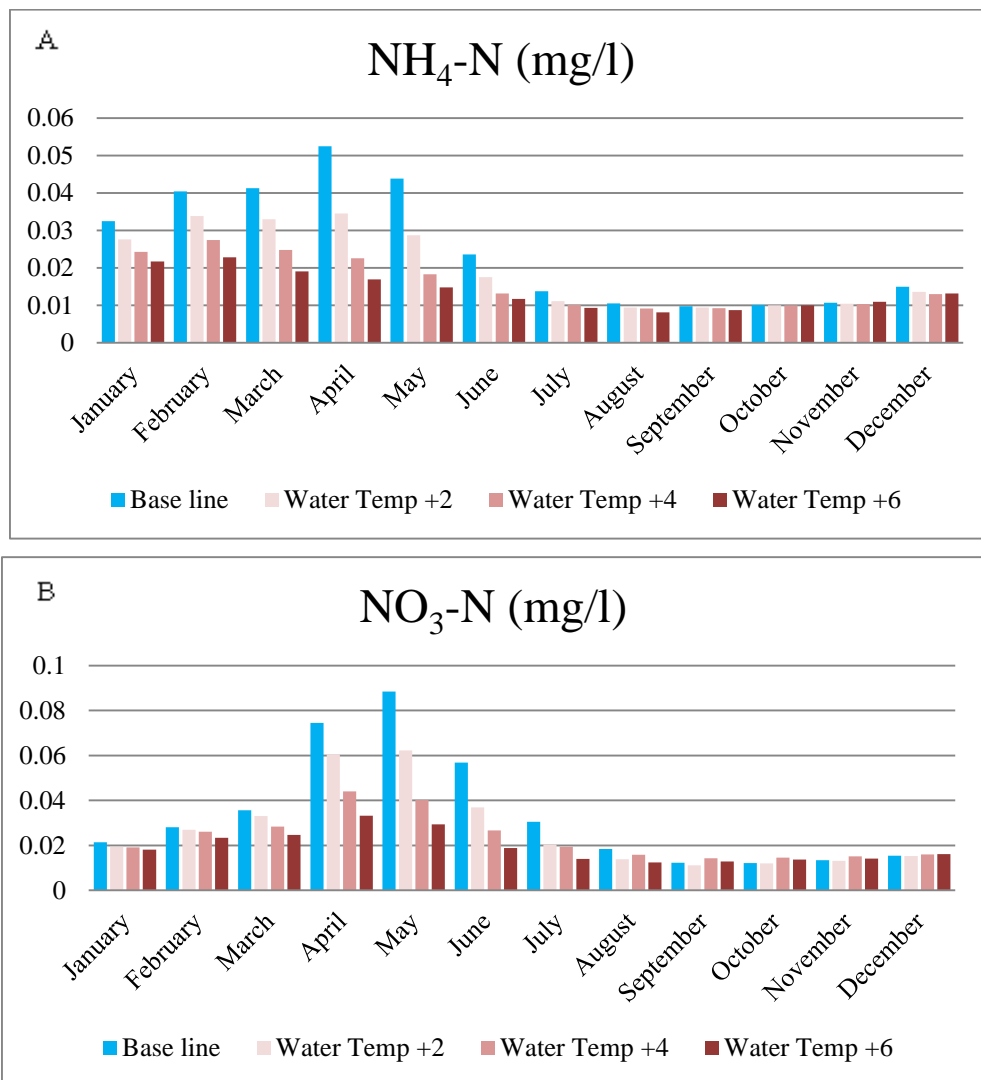 A
NH₄-N (mg/l)
0.06
0.05
0.04
0.03
0.02
0.01
0
January February March April May June July August September October November December
Base line Water Temp +2 Water Temp +4 Water Temp +6
B
NO₃-N (mg/l)
0.1
0.08
0.06
0.04
0.02
0
January February March April May June July August September October November December
Base line Water Temp +2 Water Temp +4 Water Temp +6